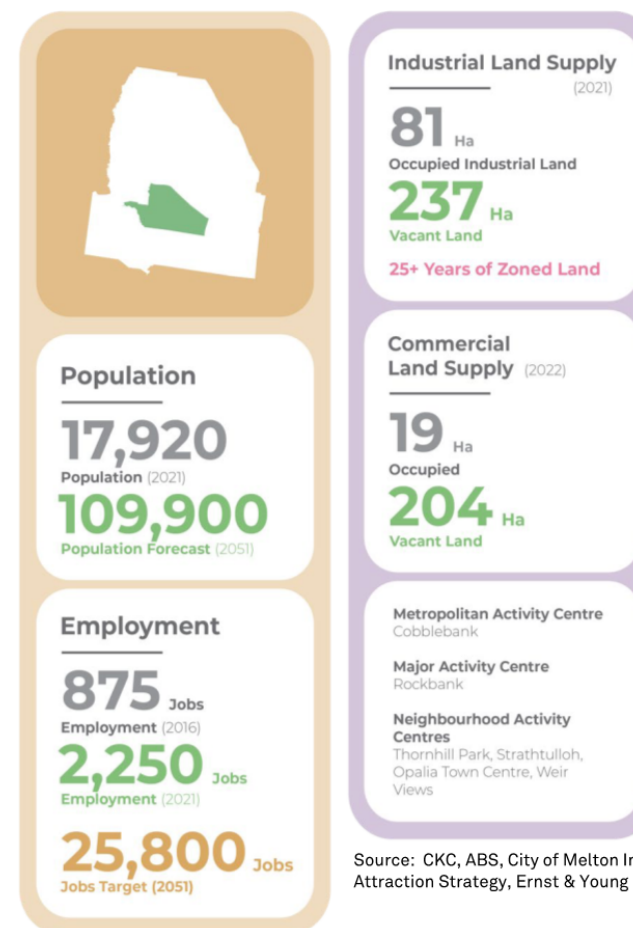 Population
17,920
Population (2021)
109,900
Population Forecast (2051)
Employment
875 Jobs
Employment (2016)
2,250 Jobs
Employment (2021)
25,800 Jobs
Jobs Target (2051)
Industrial Land Supply
(2021)
81 Ha
Occupied Industrial Land
237 Ha
Vacant Land
25+ Years of Zoned Land
Commercial
Land Supply (2022)
19 Ha
Occupied
204 Ha
Vacant Land
Metropolitan Activity Centre
Cobblebank
Major Activity Centre
Rockbank
Neighbourhood Activity
Centres
Thornhill Park, Strathtulloh,
Opalia Town Centre, Weir
Views
Source: CKC, ABS, City of Melton
Attraction Strategy, Ernst & Young